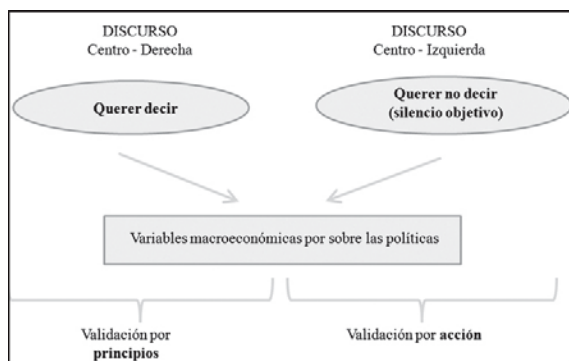 DISCURSO
Centro - Derecha
DISCURSO
Centro - Izquierda
Querer decir
Querer no decir
(silencio objetivo)
Variables macroeconómicas por sobre las políticas
Validación por
principios
Validación por acción